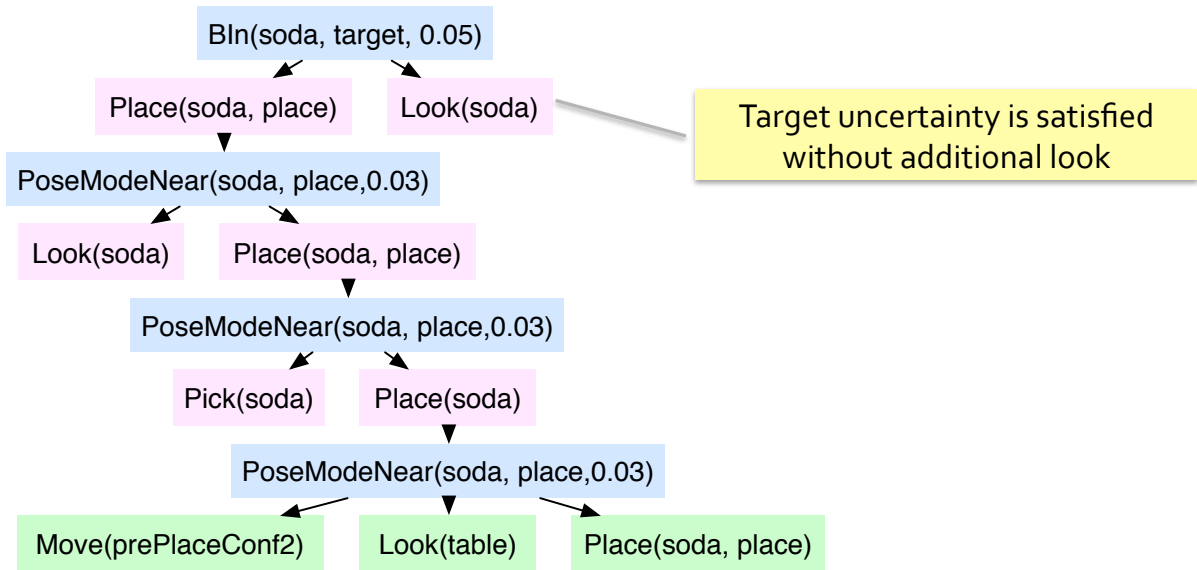 BIn(soda, target, 0.05)
Place(soda, place)
Look(soda)
Target uncertainty is satisfied
without additional look
PoseModeNear(soda, place,0.03)
Look(soda)
Place(soda, place)
PoseModeNear(soda, place,0.03)
Pick(soda)
Place(soda)
PoseModeNear(soda, place,0.03)
Move(prePlaceConf2)
Look(table)
Place(soda, place)